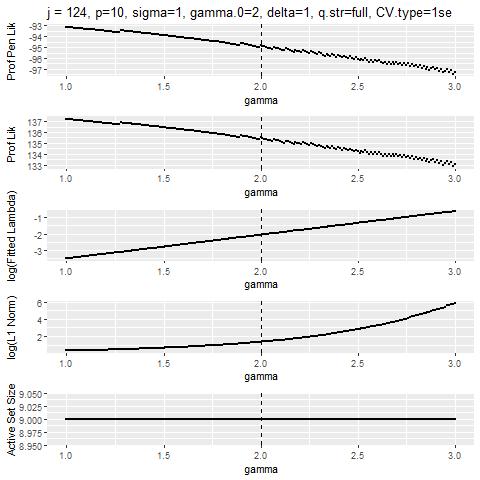 j = 124, p=10, sigma=1, gamma.0=2, delta=1, q.str=full, CV.type=1se
Prof Pen Lik
-93
-94
-95
-96
-97
1.0 1.5 2.0 2.5 3.0
gamma
Prof Lik
137
136
135
134
133
1.0 1.5 2.0 2.5 3.0
gamma
log(Fitted Lambda)
-1
-2
-3
1.0 1.5 2.0 2.5 3.0
gamma
log(L1 Norm)
6
4
2
1.0 1.5 2.0 2.5 3.0
gamma
Active Set Size
9.050
9.025
9.000
8.975
8.950
1.0 1.5 2.0 2.5 3.0
gamma